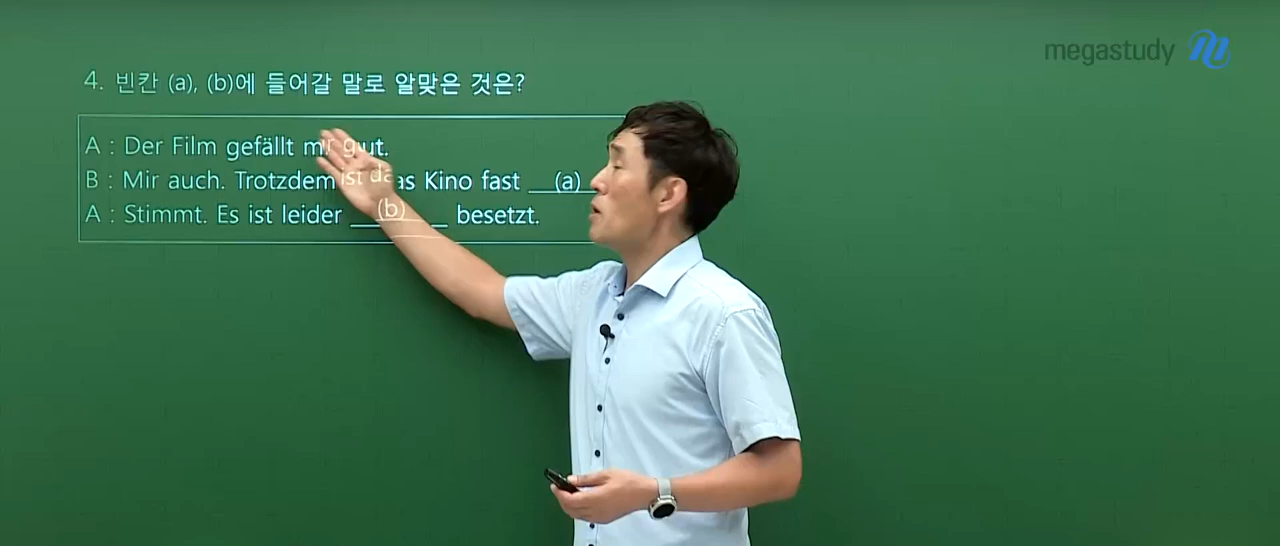 megastudy
4. 빈칸 (a), (b)에 들어갈 말로 알맞은 것은?
A : Der Film gefällt mir gut.
B : Mir auch. Trotzdem ist das Kino fast (a)
A : Stimmt. Es ist leider (b) besetzt.